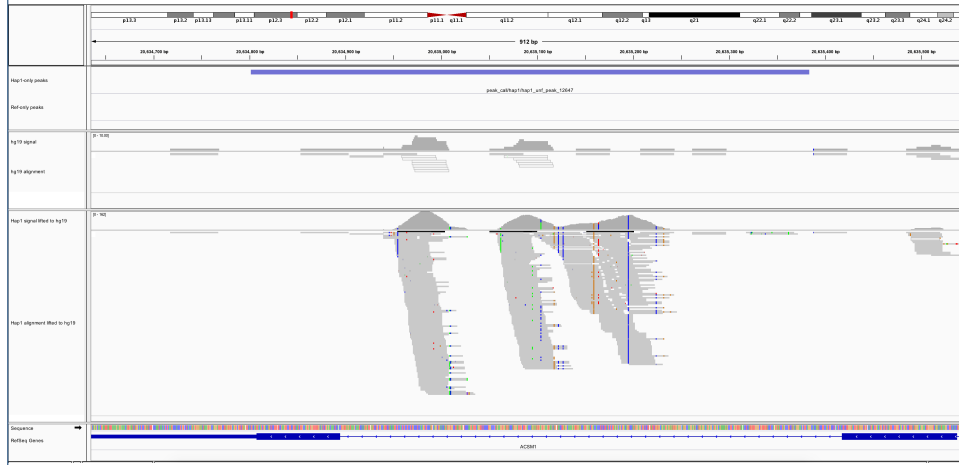 p13.3 p13.2 p13.13 p13.11 p12.3 p12.2 p12.1 p11.2 p11.1 q11.1 q11.2 q12.1 q12.2 q13 q21 q22.1 q22.2 q23.1 q23.2 q23.3 q24.1 q24.2
912 bp
20,634,700 bp 20,634,800 bp 20,634,900 bp 20,635,000 bp 20,635,100 bp 20,635,200 bp 20,635,300 bp 20,635,400 bp 20,635,500 bp
Hap1-only peaks
peak_call/hap1/hap1_unf_peak_12647
Ref-only peaks
[0 - 10.00]
hg19 signal
hg19 alignment
[0 - 162]
Hap1 signal lifted to hg19
Hap1 alignment lifted to hg19
Sequence
RefSeq Genes
ACSM1